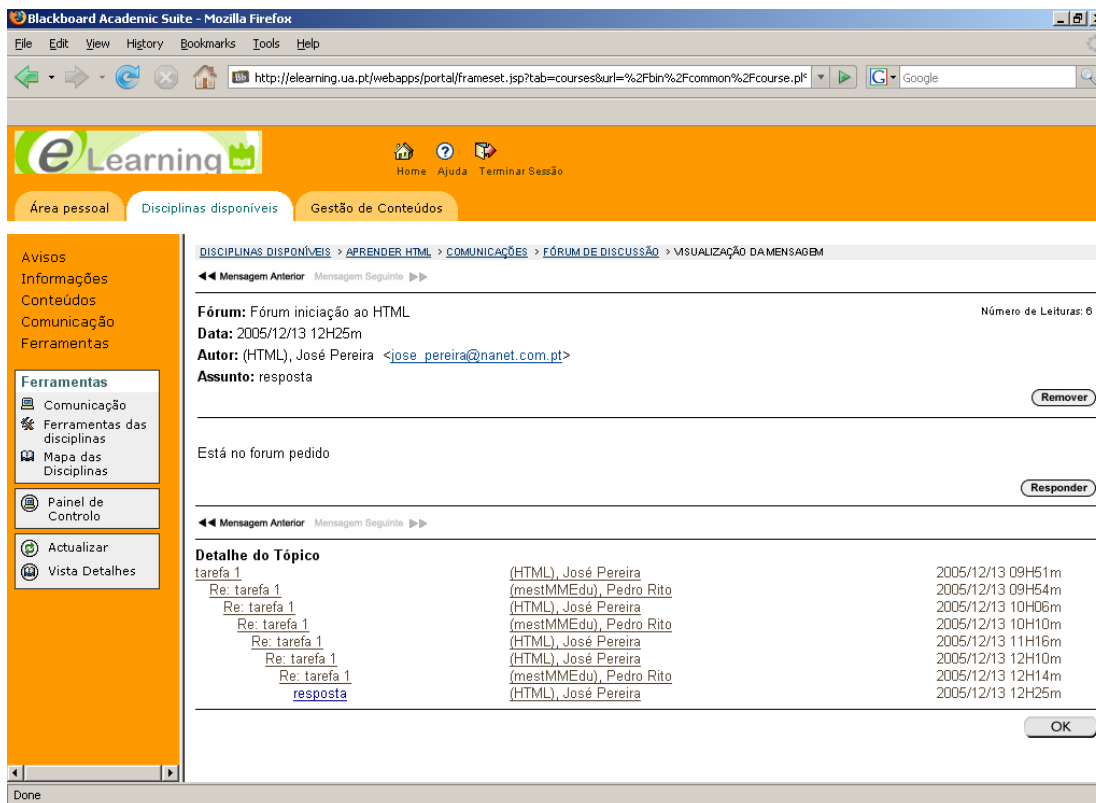 Blackboard Academic Suite - Mozilla Firefox
File Edit View History Bookmarks Tools Help
http://elearning.ua.pt/webapps/portal/frameset.jsp?tab=courses&url=%2Fbin%2Fcommon%2Fcourse.pl% Google
eLearning
Home Ajuda Terminar Sessão
Área pessoal Disciplinas disponíveis Gestão de Conteúdos
Avisos
Informações
Conteúdos
Comunicação
Ferramentas
Ferramentas
Comunicação
Ferramentas das
disciplinas
Mapa das
Disciplinas
Painel de
Controlo
Actualizar
Vista Detalhes
DISCIPLINAS DISPONÍVEIS > APRENDER HTML > COMUNICAÇÕES > FÓRUM DE DISCUSSÃO > VISUALIZAÇÃO DA MENSAGEM
Mensagem Anterior Mensagem Seguinte
Fórum: Fórum iniciação ao HTML Número de Leituras: 6
Data: 2005/12/13 12H25m
Autor: (HTML), José Pereira <jose_pereira@nanet.com.pt>
Assunto: resposta
Remover
Está no forum pedido
Responder
Mensagem Anterior Mensagem Seguinte
Detalhe do Tópico
tarefa 1 (HTML), José Pereira 2005/12/13 09H51m
Re: tarefa 1 (mestMMEdu), Pedro Rito 2005/12/13 09H54m
Re: tarefa 1 (HTML), José Pereira 2005/12/13 10H06m
Re: tarefa 1 (mestMMEdu), Pedro Rito 2005/12/13 10H10m
Re: tarefa 1 (HTML), José Pereira 2005/12/13 11H16m
Re: tarefa 1 (HTML), José Pereira 2005/12/13 12H10m
Re: tarefa 1 (mestMMEdu), Pedro Rito 2005/12/13 12H14m
resposta (HTML), José Pereira 2005/12/13 12H25m
OK
Done